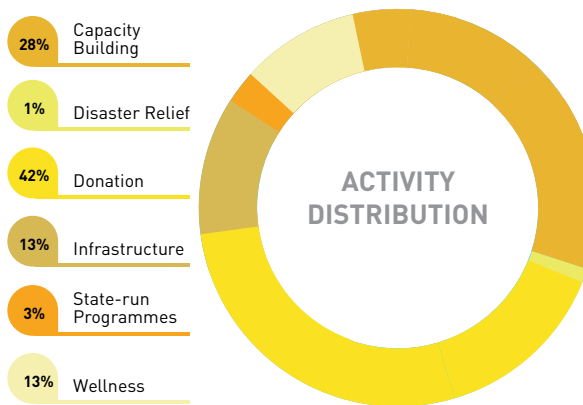 28%
Capacity
Building
1%
Disaster Relief
42%
Donation
13%
Infrastructure
3%
State-run
Programmes
13%
Wellness
ACTIVITY
DISTRIBUTION